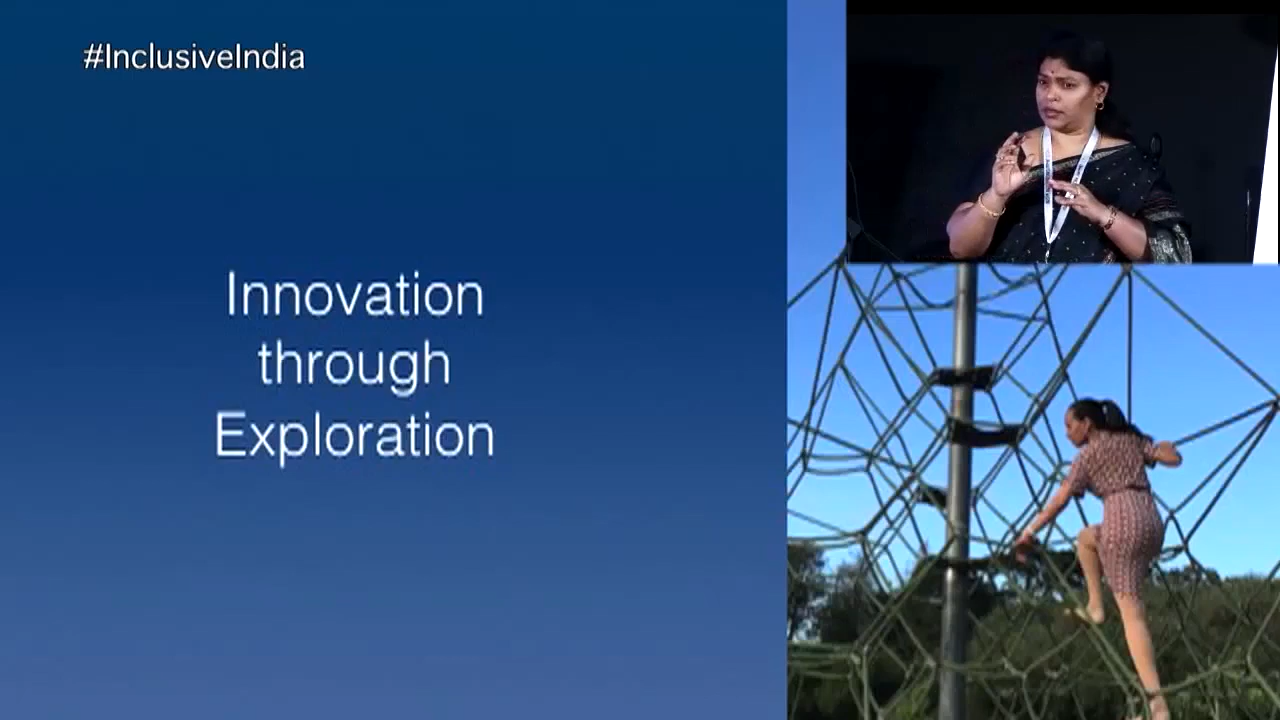 #InclusiveIndia
Innovation
through
Exploration